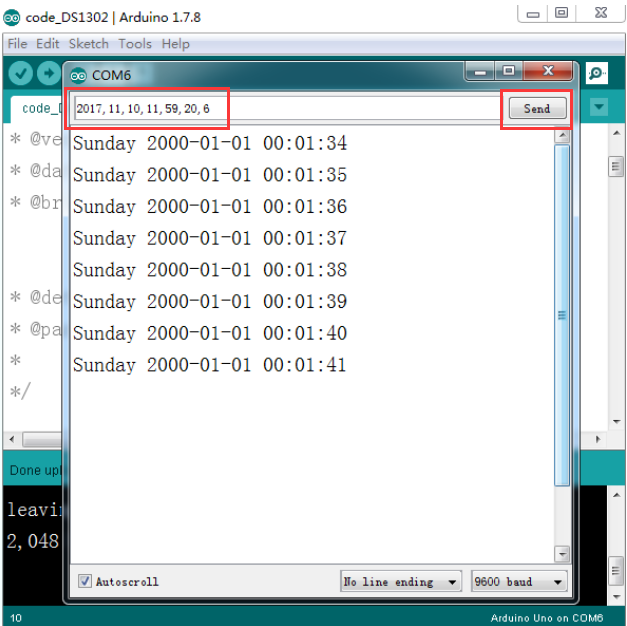 code_DS1302 | Arduino 1.7.8
File Edit Sketch Tools Help
COM6
code_D
2017,11,10,11,59,20,6
Send
* @ve
Sunday 2000-01-01 00:01:34
* @da
Sunday 2000-01-01 00:01:35
* @br
Sunday 2000-01-01 00:01:36
Sunday 2000-01-01 00:01:37
Sunday 2000-01-01 00:01:38
* @de
Sunday 2000-01-01 00:01:39
* @pa
Sunday 2000-01-01 00:01:40
*
Sunday 2000-01-01 00:01:41
*/
Done upl
leavin
2,048
Autoscroll
No line ending
9600 baud
10
Arduino Uno on COM6